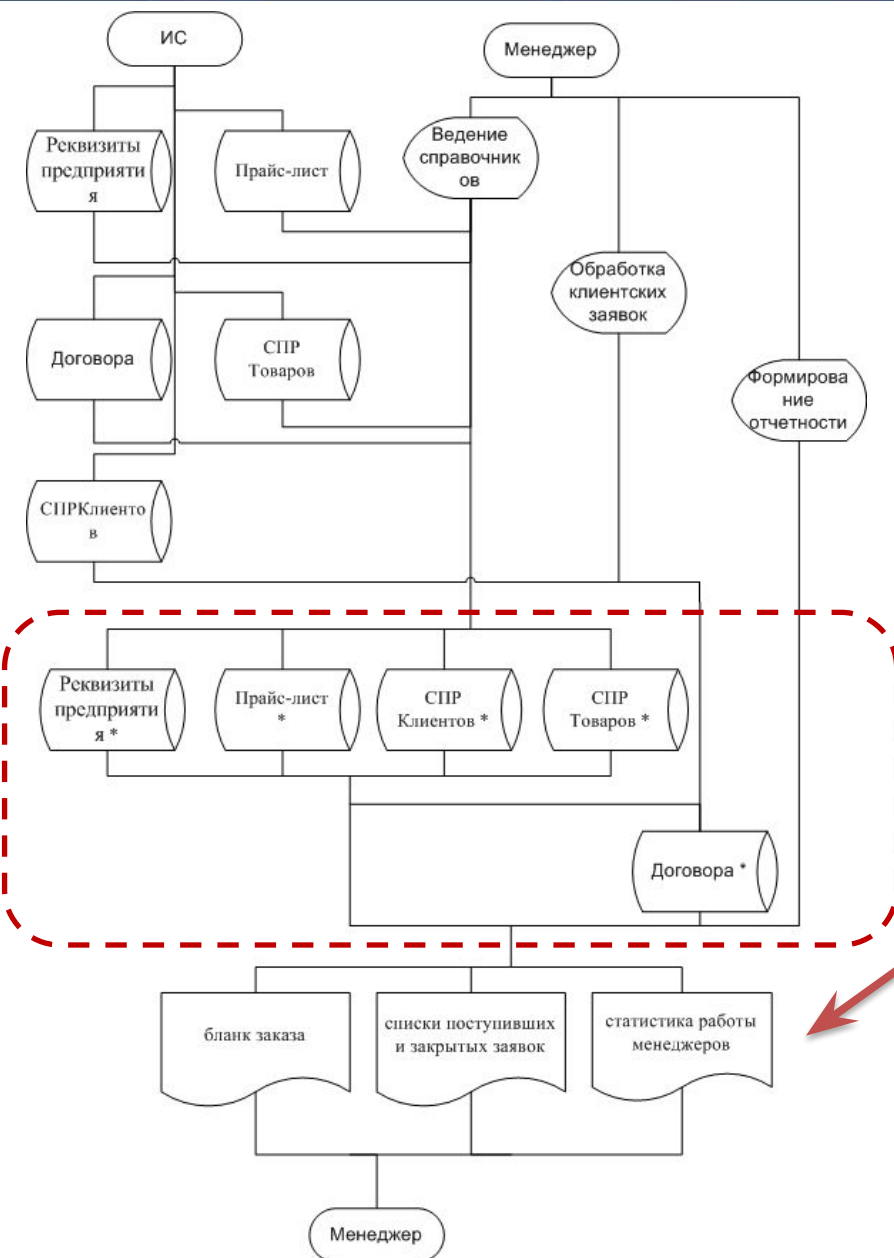 ИС
Менеджер
Реквизиты
предприяти
я
Прайс-лист
Ведение
справочник
ов
Обработка
клиентских
заявок
Договора
СПР
Товаров
Формирова
ние
отчетности
СПРКлиенто
в
Реквизиты
предприяти
я *
Прайс-лист
*
СПР
Клиентов *
СПР
Товаров *
Договора *
бланк заказа
списки поступивших
и закрытых заявок
статистика работы
менеджеров
Менеджер